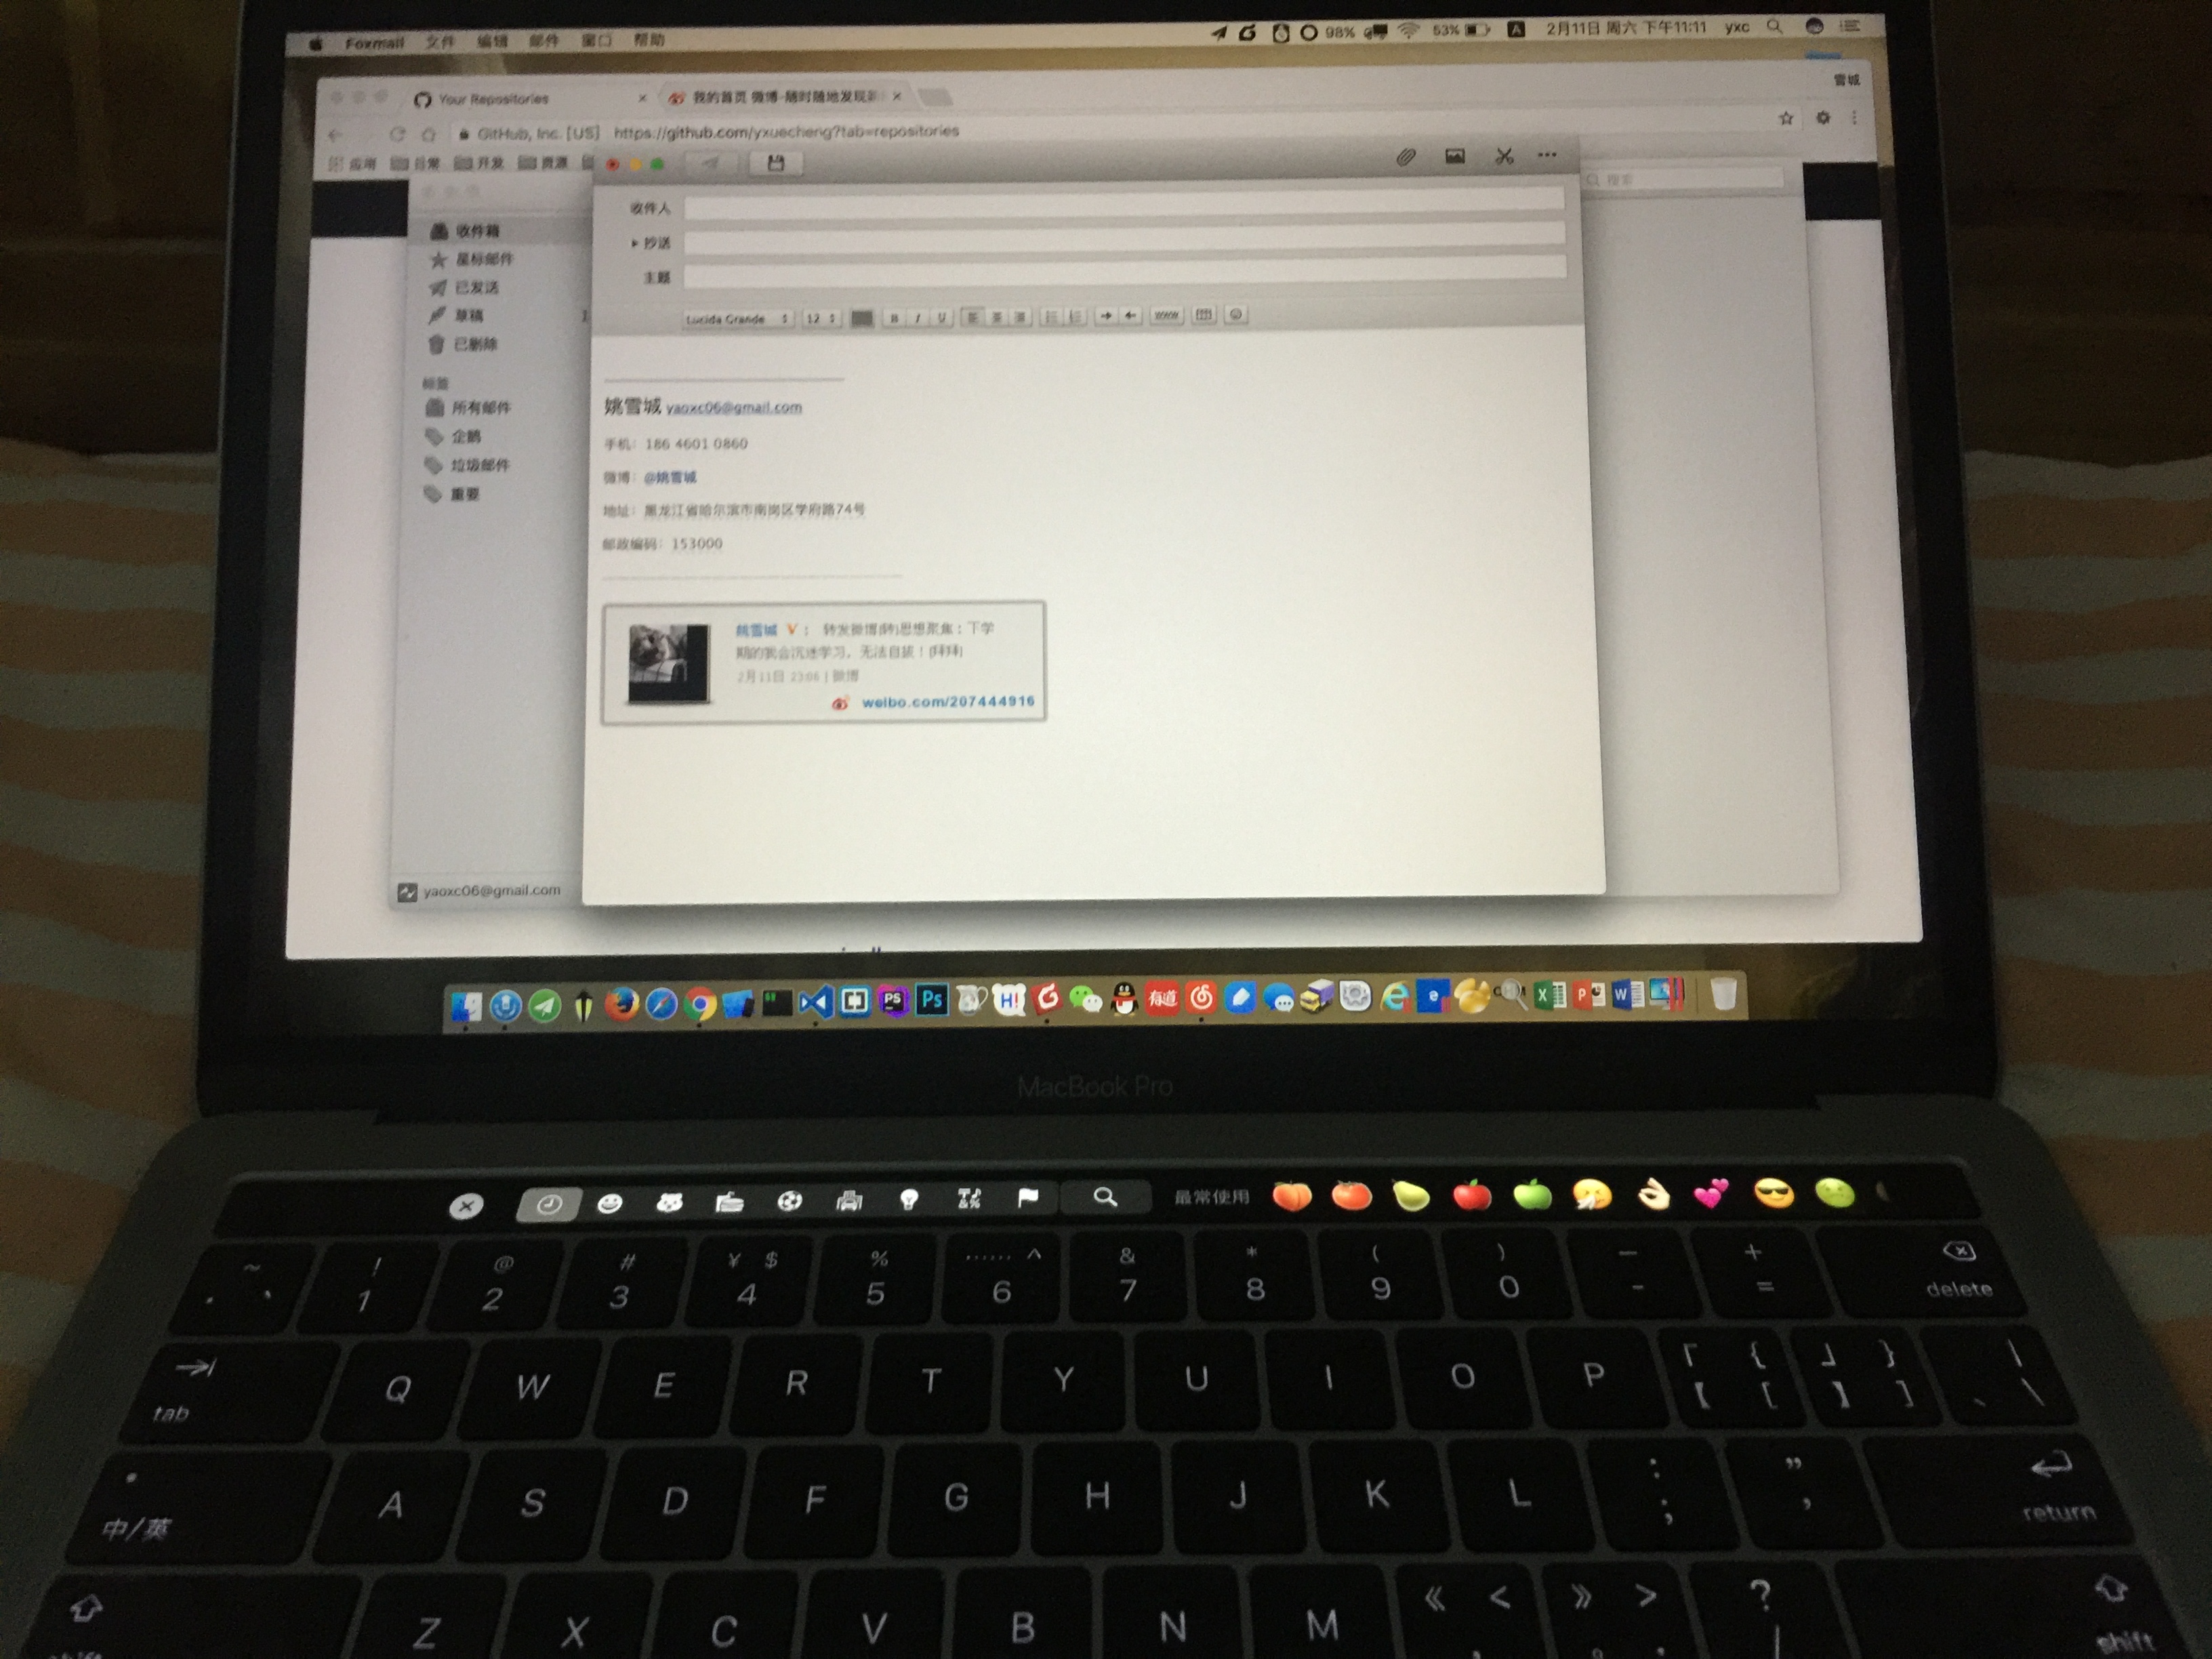 Foxmail 文件 编辑 邮件 窗口 帮助 98% 53% A 2月11日 周六 下午11:11 yxc
雪城
Your Repositories × 我的首页 微博-随时随地发现 ×
GitHub, Inc. [US] https://github.com/yxuecheng?tab=repositories
应用 日常 开发 资源
搜索
收件箱
星标邮件
已发送
草稿 1
已删除
标签
所有邮件
企鹅
垃圾邮件
重要
yaoxc06@gmail.com
收件人
抄送
主题
Lucida Grande 12 B I U
姚雪城 yaoxc06@gmail.com
手机: 186 4601 0860
微博: @姚雪城
地址: 黑龙江省哈尔滨市南岗区学府路74号
邮政编码: 153000
姚雪城 V: 转发微博(转)思想聚焦:下学
期的我会沉迷学习,无法自拔![拜拜]
2月11日 23:06 | 微博
weibo.com/207444916
PS Ps H! 有道 e X P W
MacBook Pro
最常使用
~ ! @ # ¥ $ % …… ^ & * ( ) — +
· ` 1 2 3 4 5 6 7 8 9 0 - = delete
tab Q W E R T Y U I O P 「 { 【 [ 」 } 】 ] | 、 \
中/英 A S D F G H J K L : ; ” ’ return
shift Z X C V B N M 《 < 》 > ? / shift